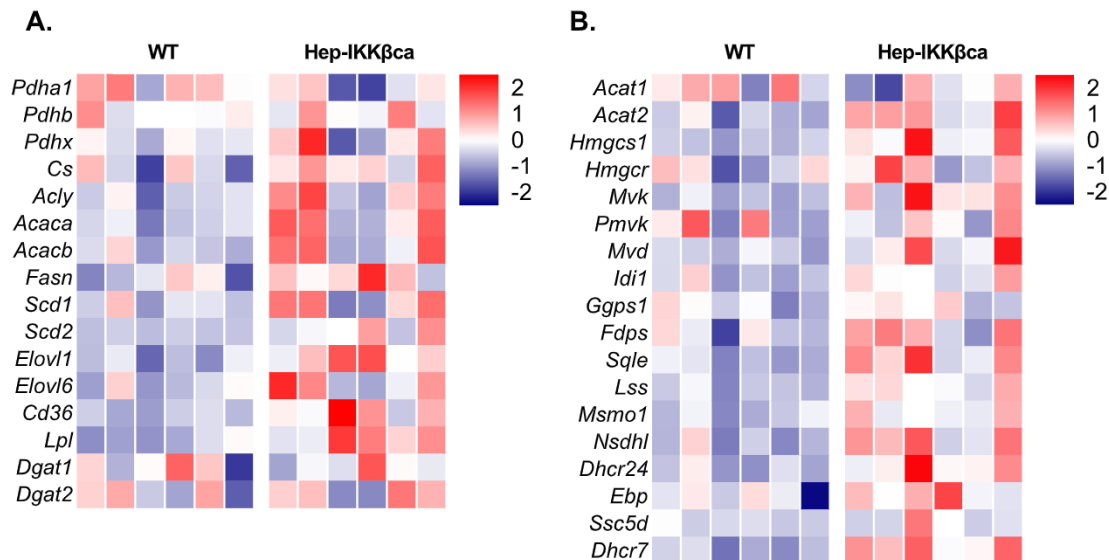 A.
WT Hep-IKKβca
Pdha1
Pdhb
Pdhx
Cs
Acly
Acaca
Acacb
Fasn
Scd1
Scd2
Elovl1
Elovl6
Cd36
Lpl
Dgat1
Dgat2
2
1
0
-1
-2
B.
WT Hep-IKKβca
Acat1
Acat2
Hmgcs1
Hmgcr
Mvk
Pmvk
Mvd
Idi1
Ggps1
Fdps
Sqle
Lss
Msmo1
Nsdhl
Dhcr24
Ebp
Ssc5d
Dhcr7
2
1
0
-1
-2